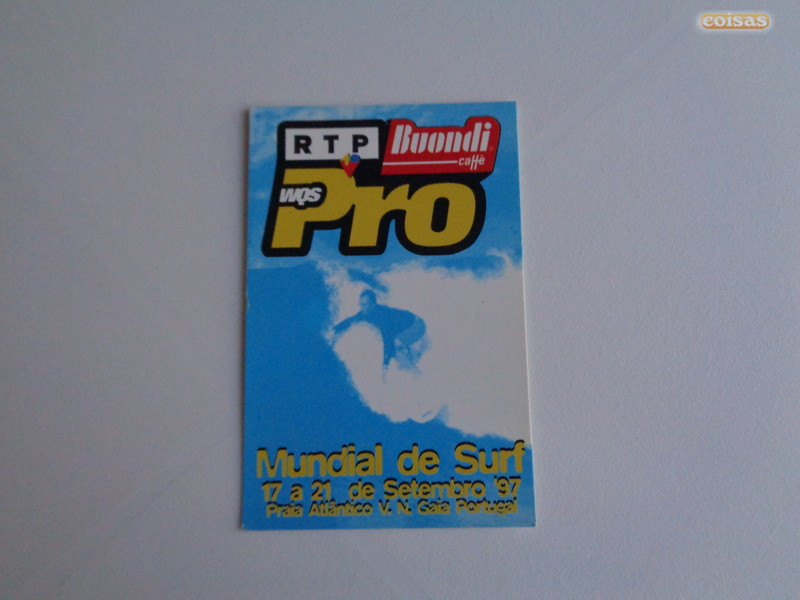 coisas
RTP
Buondi
caffè
wqs
Pro
Mundial de Surf
17 a 21 de Setembro '97
Praia Atlântico V. N. Gaia Portugal